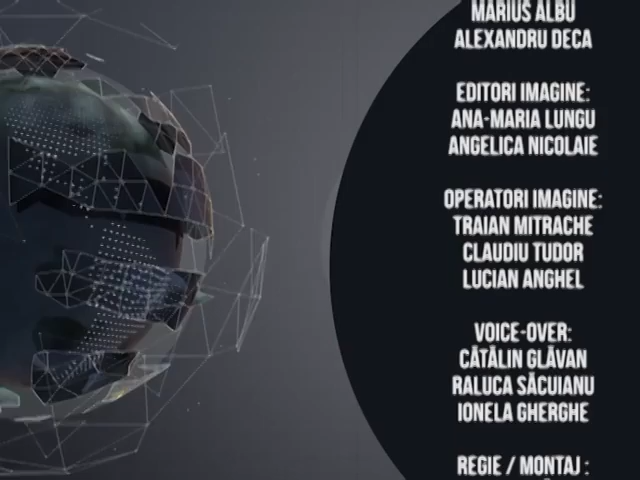 MARIUS ALBU
ALEXANDRU DECA
EDITORI IMAGINE:
ANA-MARIA LUNGU
ANGELICA NICOLAIE
OPERATORI IMAGINE:
TRAIAN MITRACHE
CLAUDIU TUDOR
LUCIAN ANGHEL
VOICE-OVER:
CĂTĂLIN GLĂVAN
RALUCA SĂCUIANU
IONELA GHERGHE
REGIE / MONTAJ :